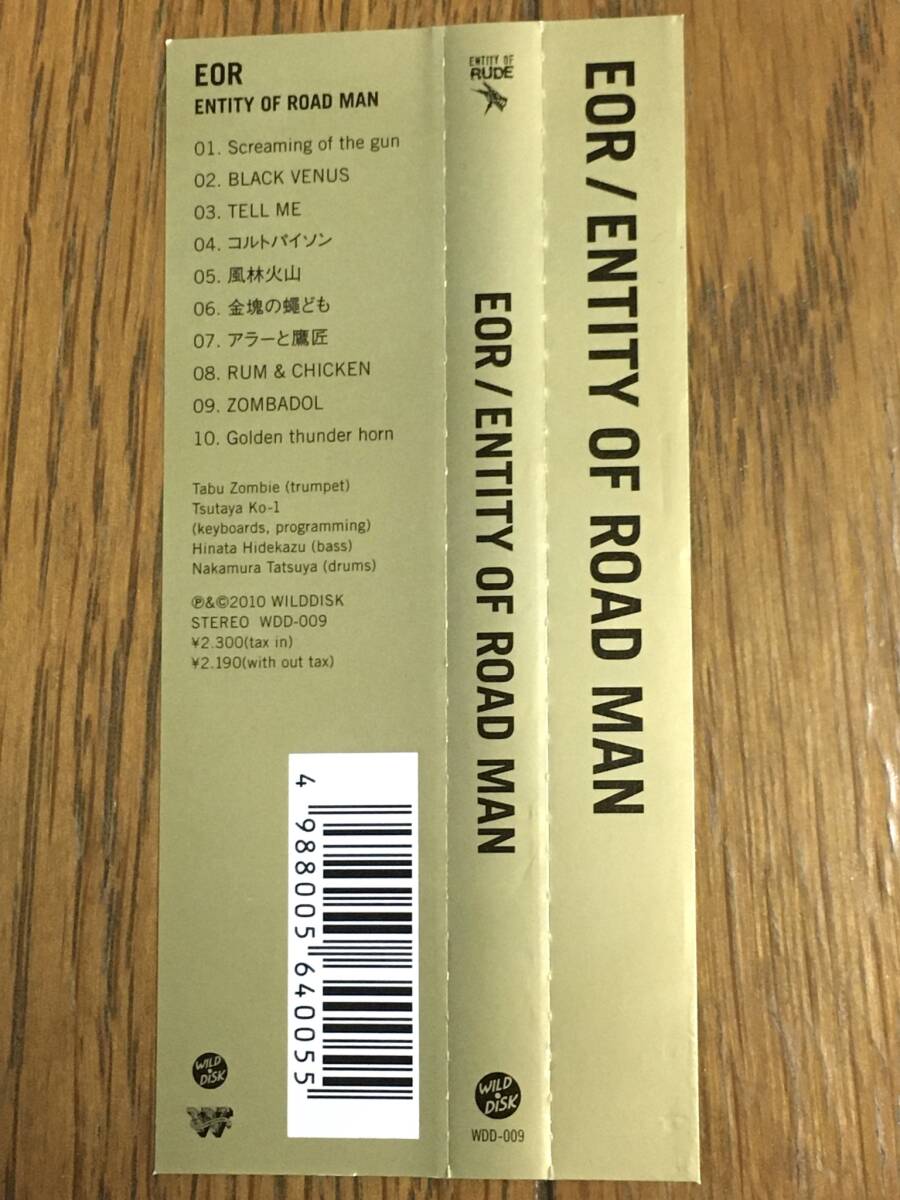 EOR
ENTITY OF ROAD MAN
01. Screaming of the gun
02. BLACK VENUS
03. TELL ME
04. コルトパイソン
05. 風林火山
06. 金塊の蠅ども
07. アラーと鷹匠
08. RUM & CHICKEN
09. ZOMBADOL
10. Golden thunder horn
Tabu Zombie (trumpet)
Tsutaya Ko-1
(keyboards, programming)
Hinata Hidekazu (bass)
Nakamura Tatsuya (drums)
℗&©2010 WILDDISK
STEREO WDD-009
¥2.300(tax in)
¥2.190(with out tax)
4 988005 640055
WILD DISK
ENTITY OF
RUDE
EOR / ENTITY OF ROAD MAN
WILD DISK
WDD-009
EOR / ENTITY OF ROAD MAN